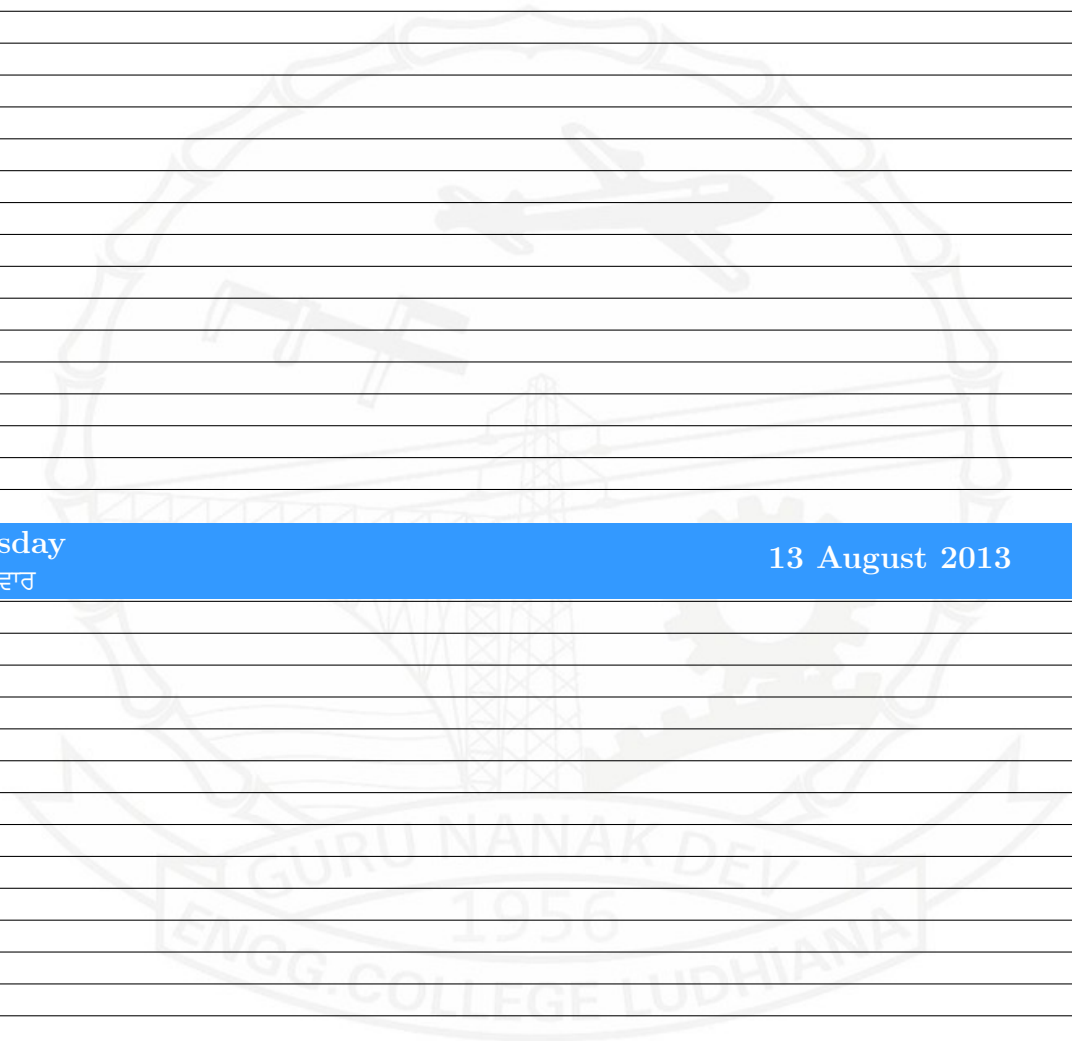 sday
13 August 2013
ਵਾਰ
GURU NANAK DEV
1956
ENGG. COLLEGE LUDHIANA